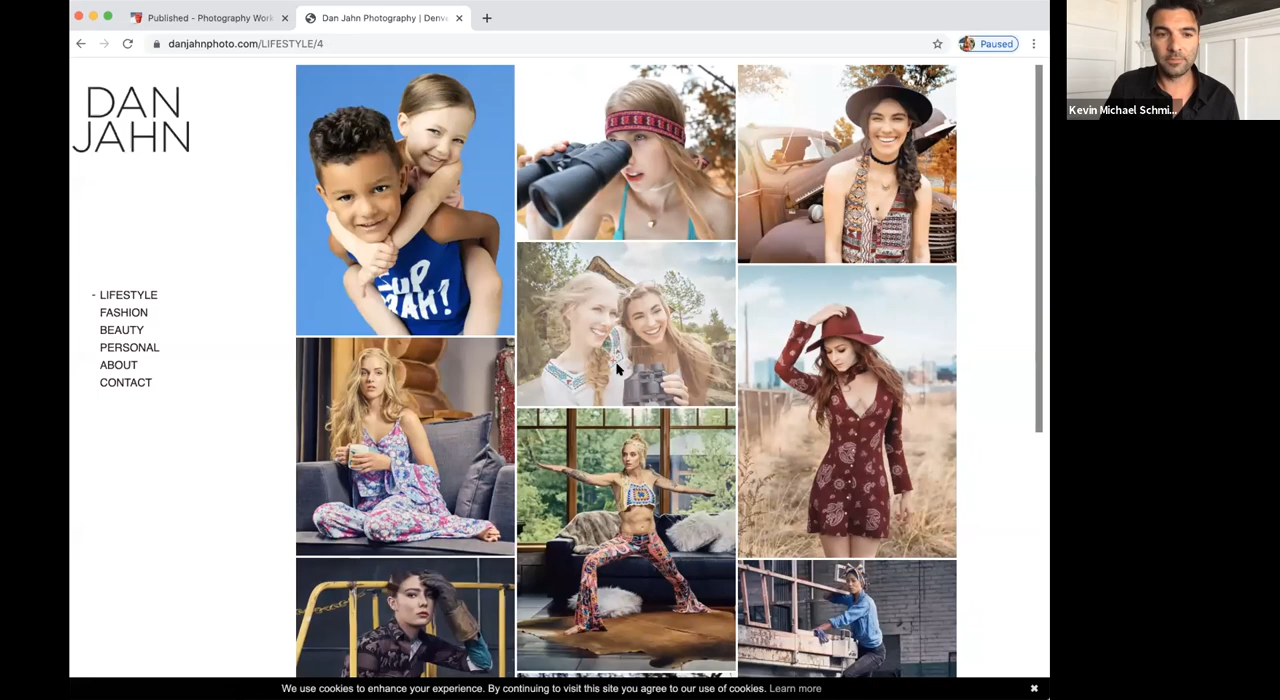 Published - Photography Work
Dan Jahn Photography | Denve
danjahnphoto.com/LIFESTYLE/4
Paused
Kevin Michael Schmi...
DAN
JAHN
- LIFESTYLE
FASHION
BEAUTY
PERSONAL
ABOUT
CONTACT
We use cookies to enhance your experience. By continuing to visit this site you agree to our use of cookies. Learn more